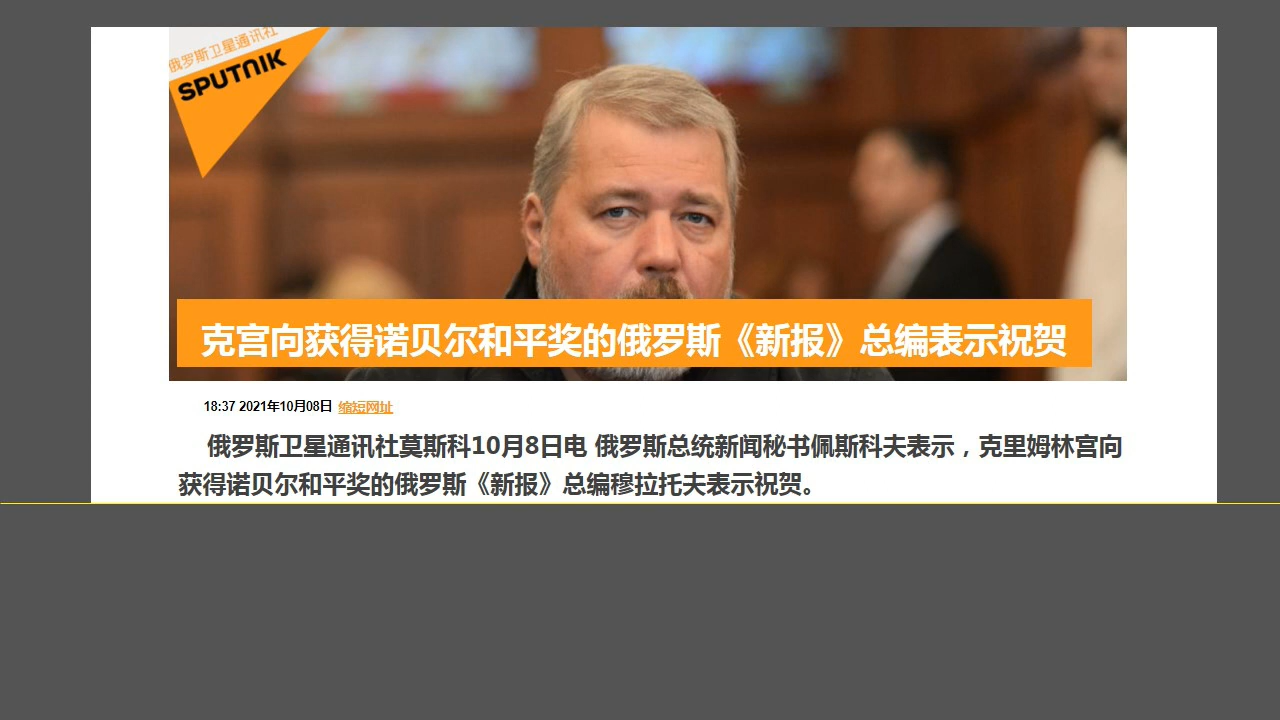 俄罗斯卫星通讯社
SPUTNIK
克宫向获得诺贝尔和平奖的俄罗斯《新报》总编表示祝贺
18:37 2021年10月08日 缩短网址
俄罗斯卫星通讯社莫斯科10月8日电 俄罗斯总统新闻秘书佩斯科夫表示，克里姆林宫向
获得诺贝尔和平奖的俄罗斯《新报》总编穆拉托夫表示祝贺。